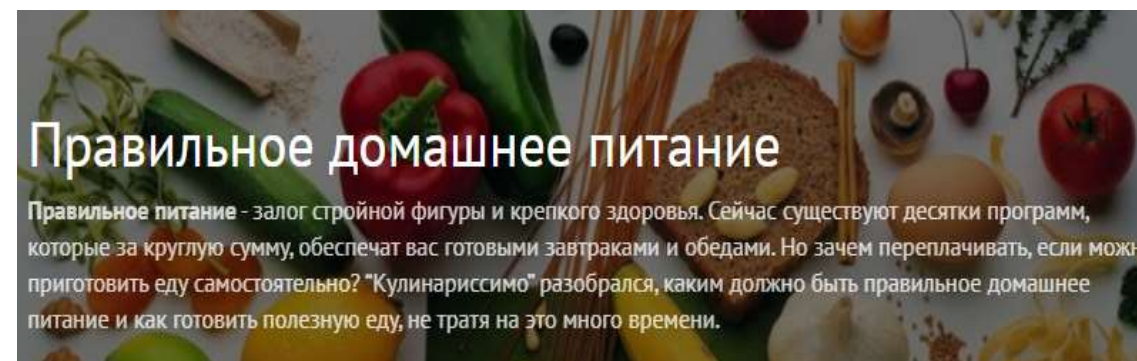 Правильное домашнее питание
Правильное питание - залог стройной фигуры и крепкого здоровья. Сейчас существуют десятки программ,
которые за круглую сумму, обеспечат вас готовыми завтраками и обедами. Но зачем переплачивать, если можн
приготовить еду самостоятельно? "Кулинариссимо" разобрался, каким должно быть правильное домашнее
питание и как готовить полезную еду, не тратя на это много времени.